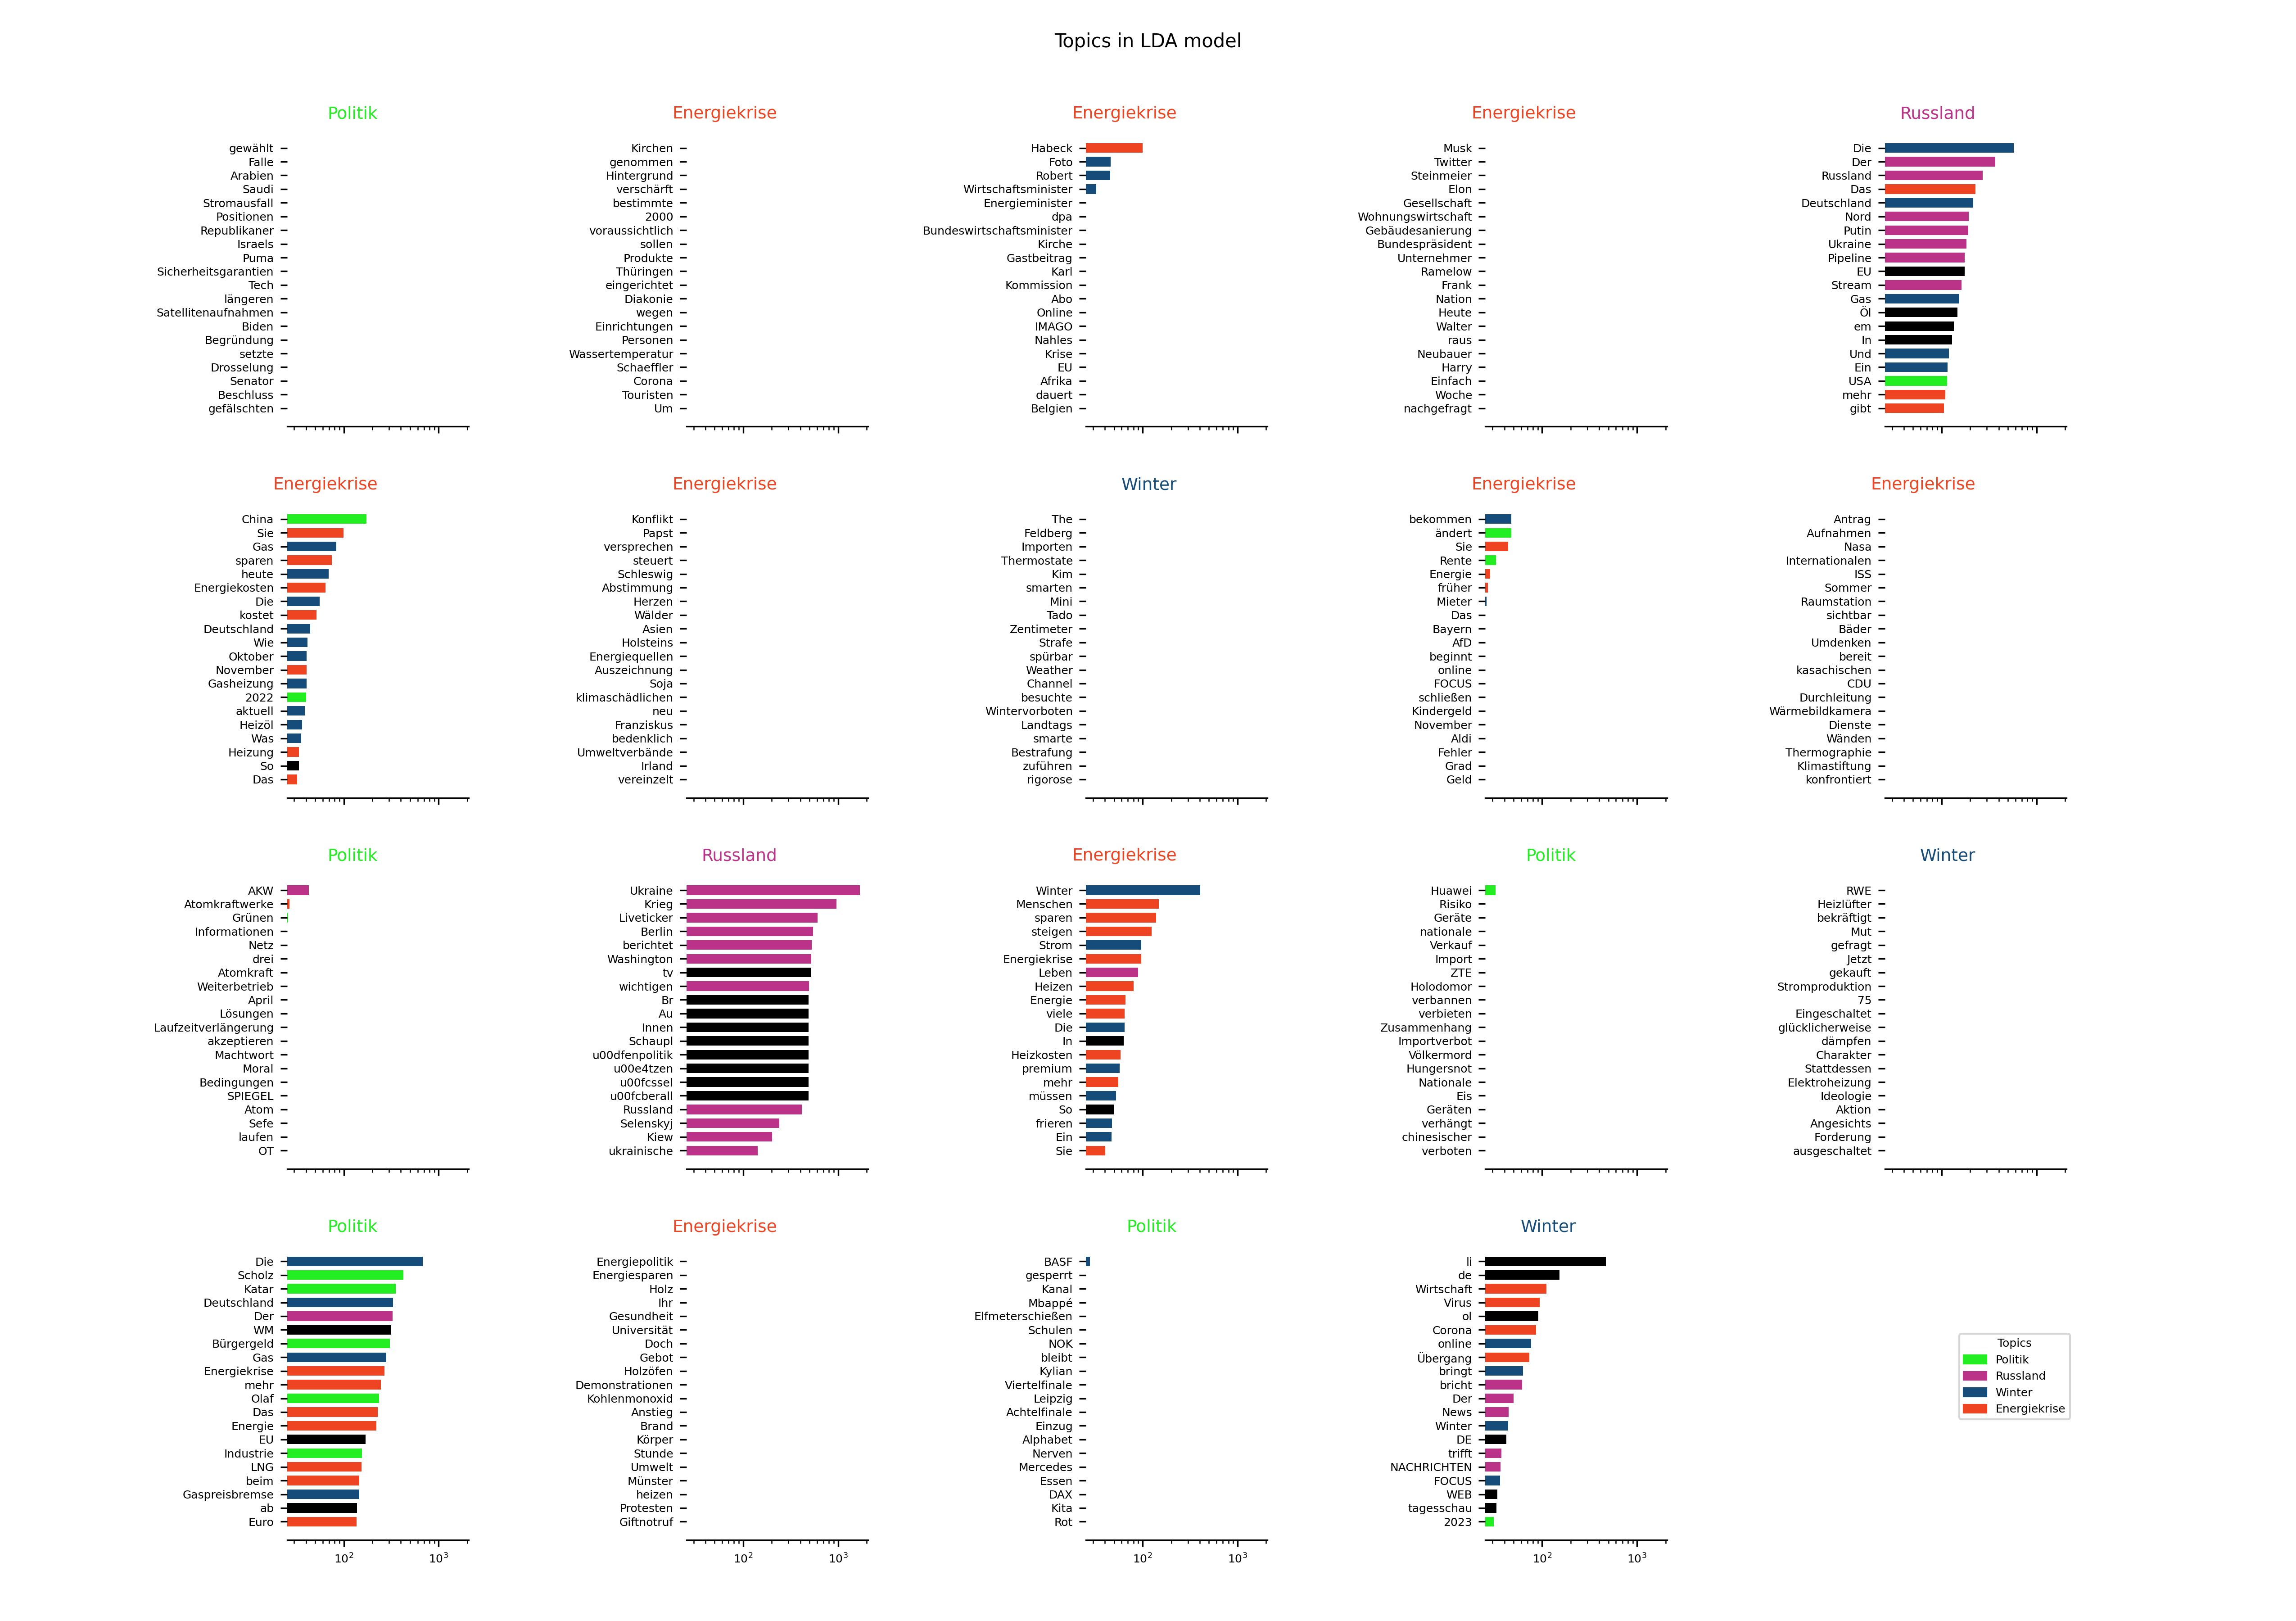 Topics in LDA model
Politik
gewählt
Falle
Arabien
Saudi
Stromausfall
Positionen
Republikaner
Israels
Puma
Sicherheitsgarantien
Tech
längeren
Satellitenaufnahmen
Biden
Begründung
setzte
Drosselung
Senator
Beschluss
gefälschten
Energiekrise
Kirchen
genommen
Hintergrund
verschärft
bestimmte
2000
voraussichtlich
sollen
Produkte
Thüringen
eingerichtet
Diakonie
wegen
Einrichtungen
Personen
Wassertemperatur
Schaeffler
Corona
Touristen
Um
Energiekrise
Habeck
Foto
Robert
Wirtschaftsminister
Energieminister
dpa
Bundeswirtschaftsminister
Kirche
Gastbeitrag
Karl
Kommission
Abo
Online
IMAGO
Nahles
Krise
EU
Afrika
dauert
Belgien
Energiekrise
Musk
Twitter
Steinmeier
Elon
Gesellschaft
Wohnungswirtschaft
Gebäudesanierung
Bundespräsident
Unternehmer
Ramelow
Frank
Nation
Heute
Walter
raus
Neubauer
Harry
Einfach
Woche
nachgefragt
Russland
Die
Der
Russland
Das
Deutschland
Nord
Putin
Ukraine
Pipeline
EU
Stream
Gas
Öl
em
In
Und
Ein
USA
mehr
gibt
Energiekrise
China
Sie
Gas
sparen
heute
Energiekosten
Die
kostet
Deutschland
Wie
Oktober
November
Gasheizung
2022
aktuell
Heizöl
Was
Heizung
So
Das
Energiekrise
Konflikt
Papst
versprechen
steuert
Schleswig
Abstimmung
Herzen
Wälder
Asien
Holsteins
Energiequellen
Auszeichnung
Soja
klimaschädlichen
neu
Franziskus
bedenklich
Umweltverbände
Irland
vereinzelt
Winter
The
Feldberg
Importen
Thermostate
Kim
smarten
Mini
Tado
Zentimeter
Strafe
spürbar
Weather
Channel
besuchte
Wintervorboten
Landtags
smarte
Bestrafung
zuführen
rigorose
Energiekrise
bekommen
ändert
Sie
Rente
Energie
früher
Mieter
Das
Bayern
AfD
beginnt
online
FOCUS
schließen
Kindergeld
November
Aldi
Fehler
Grad
Geld
Energiekrise
Antrag
Aufnahmen
Nasa
Internationalen
ISS
Sommer
Raumstation
sichtbar
Bäder
Umdenken
bereit
kasachischen
CDU
Durchleitung
Wärmebildkamera
Dienste
Wänden
Thermographie
Klimastiftung
konfrontiert
Politik
AKW
Atomkraftwerke
Grünen
Informationen
Netz
drei
Atomkraft
Weiterbetrieb
April
Lösungen
Laufzeitverlängerung
akzeptieren
Machtwort
Moral
Bedingungen
SPIEGEL
Atom
Sefe
laufen
OT
Russland
Ukraine
Krieg
Liveticker
Berlin
berichtet
Washington
tv
wichtigen
Br
Au
Innen
Schaupl
u00dfenpolitik
u00e4tzen
u00fcssel
u00fcberall
Russland
Selenskyj
Kiew
ukrainische
Energiekrise
Winter
Menschen
sparen
steigen
Strom
Energiekrise
Leben
Heizen
Energie
viele
Die
In
Heizkosten
premium
mehr
müssen
So
frieren
Ein
Sie
Politik
Huawei
Risiko
Geräte
nationale
Verkauf
Import
ZTE
Holodomor
verbannen
verbieten
Zusammenhang
Importverbot
Völkermord
Hungersnot
Nationale
Eis
Geräten
verhängt
chinesischer
verboten
Winter
RWE
Heizlüfter
bekräftigt
Mut
gefragt
Jetzt
gekauft
Stromproduktion
75
Eingeschaltet
glücklicherweise
dämpfen
Charakter
Stattdessen
Elektroheizung
Ideologie
Aktion
Angesichts
Forderung
ausgeschaltet
Politik
Die
Scholz
Katar
Deutschland
Der
WM
Bürgergeld
Gas
Energiekrise
mehr
Olaf
Das
Energie
EU
Industrie
LNG
beim
Gaspreisbremse
ab
Euro
10² 10³
Energiekrise
Energiepolitik
Energiesparen
Holz
Ihr
Gesundheit
Universität
Doch
Gebot
Holzöfen
Demonstrationen
Kohlenmonoxid
Anstieg
Brand
Körper
Stunde
Umwelt
Münster
heizen
Protesten
Giftnotruf
10² 10³
Politik
BASF
gesperrt
Kanal
Mbappé
Elfmeterschießen
Schulen
NOK
bleibt
Kylian
Viertelfinale
Leipzig
Achtelfinale
Einzug
Alphabet
Nerven
Mercedes
Essen
DAX
Kita
Rot
10² 10³
Winter
li
de
Wirtschaft
Virus
ol
Corona
online
Übergang
bringt
bricht
Der
News
Winter
DE
trifft
NACHRICHTEN
FOCUS
WEB
tagesschau
2023
10² 10³
Topics
Politik
Russland
Winter
Energiekrise